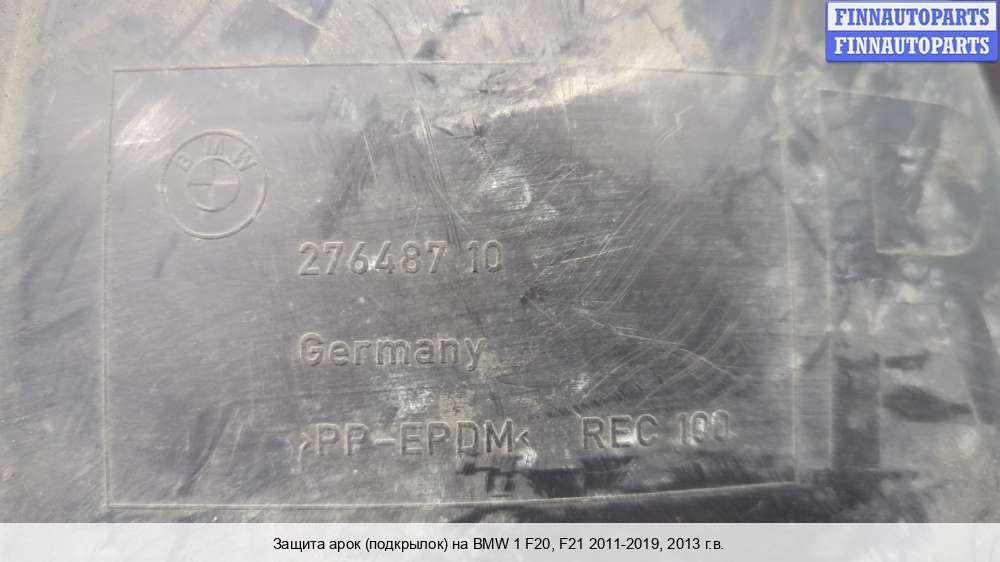 FINNAUTOPARTS
FINNAUTOPARTS
BMW
276487 10
Germany
>PP-EPDM< REC 100
Защита арок (подкрылок) на BMW 1 F20, F21 2011-2019, 2013 г.в.